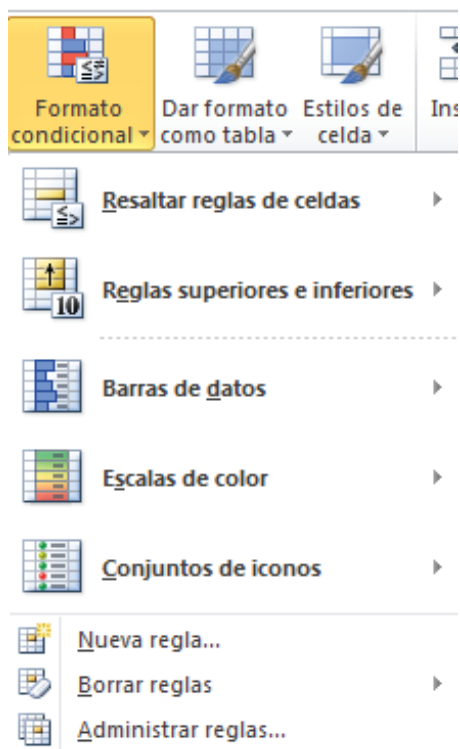 Formato condicional
Dar formato como tabla
Estilos de celda
Ins
Resaltar reglas de celdas
10
Reglas superiores e inferiores
Barras de datos
Escalas de color
Conjuntos de iconos
Nueva regla...
Borrar reglas
Administrar reglas...